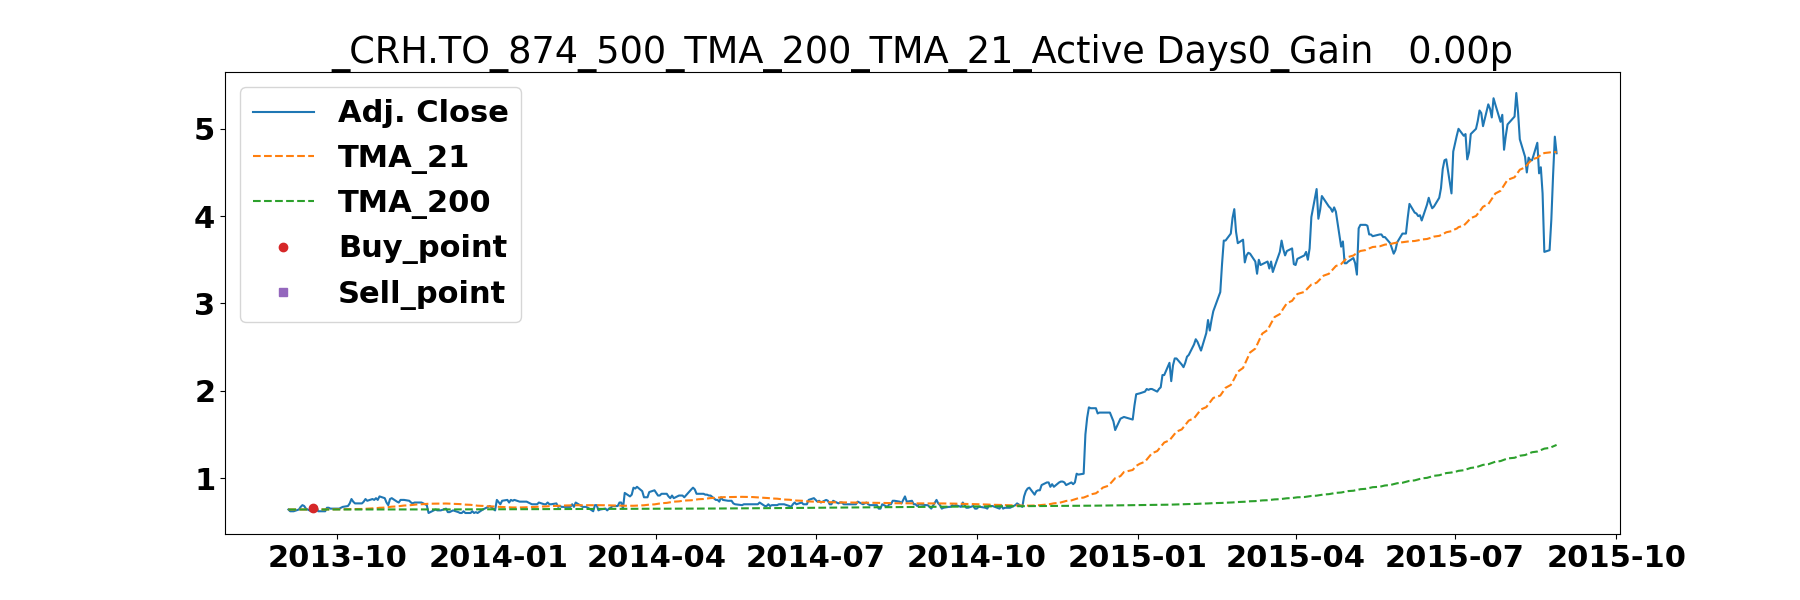 _CRH.TO_874_500_TMA_200_TMA_21_Active Days0_Gain   0.00p
Adj. Close
TMA_21
TMA_200
Buy_point
Sell_point
5
4
3
2
1
2013-10 2014-01 2014-04 2014-07 2014-10 2015-01 2015-04 2015-07 2015-10